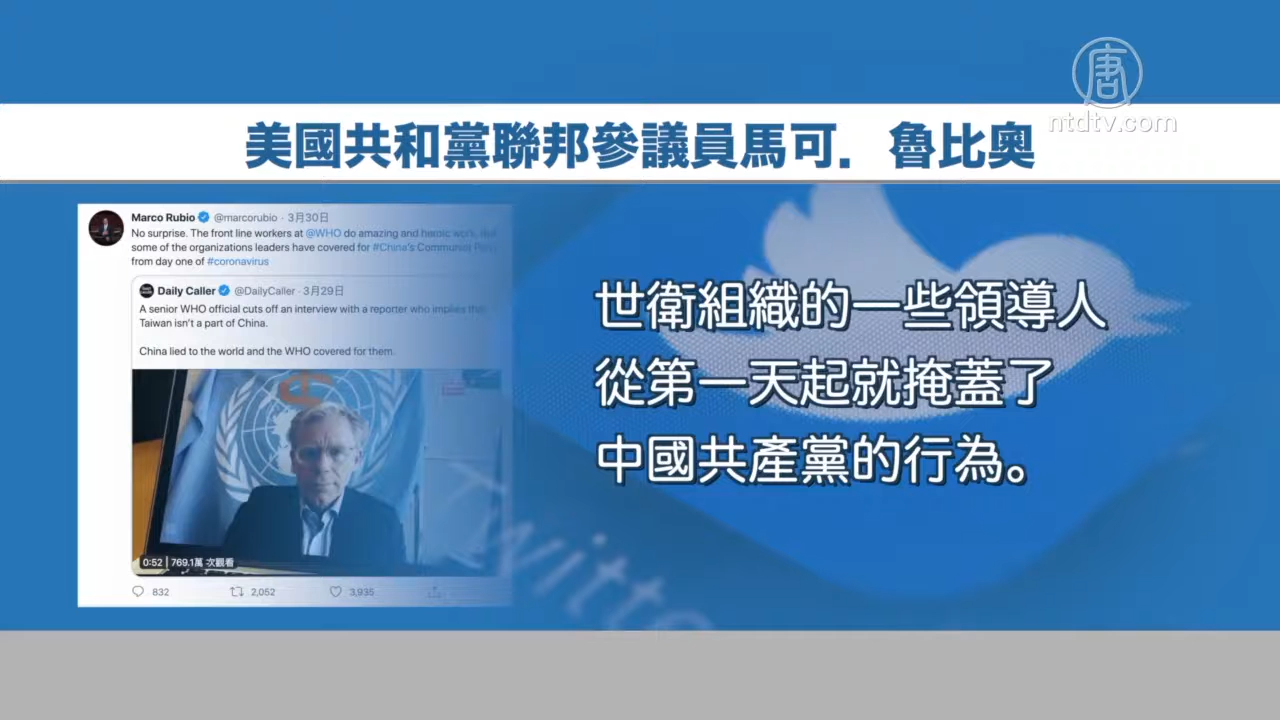 唐
ntdtv.com
美國共和黨聯邦參議員馬可．魯比奧
Marco Rubio @marcorubio · 3月30日
No surprise. The front line workers at @WHO do amazing and heroic work. But
some of the organizations leaders have covered for #China's Communist Party
from day one of #coronavirus
Daily Caller @DailyCaller · 3月29日
A senior WHO official cuts off an interview with a reporter who implies that
Taiwan isn't a part of China.
China lied to the world and the WHO covered for them.
0:52 | 769.1萬 次觀看
832 2,052 3,935
世衛組織的一些領導人
從第一天起就掩蓋了
中國共產黨的行為。
Twitte